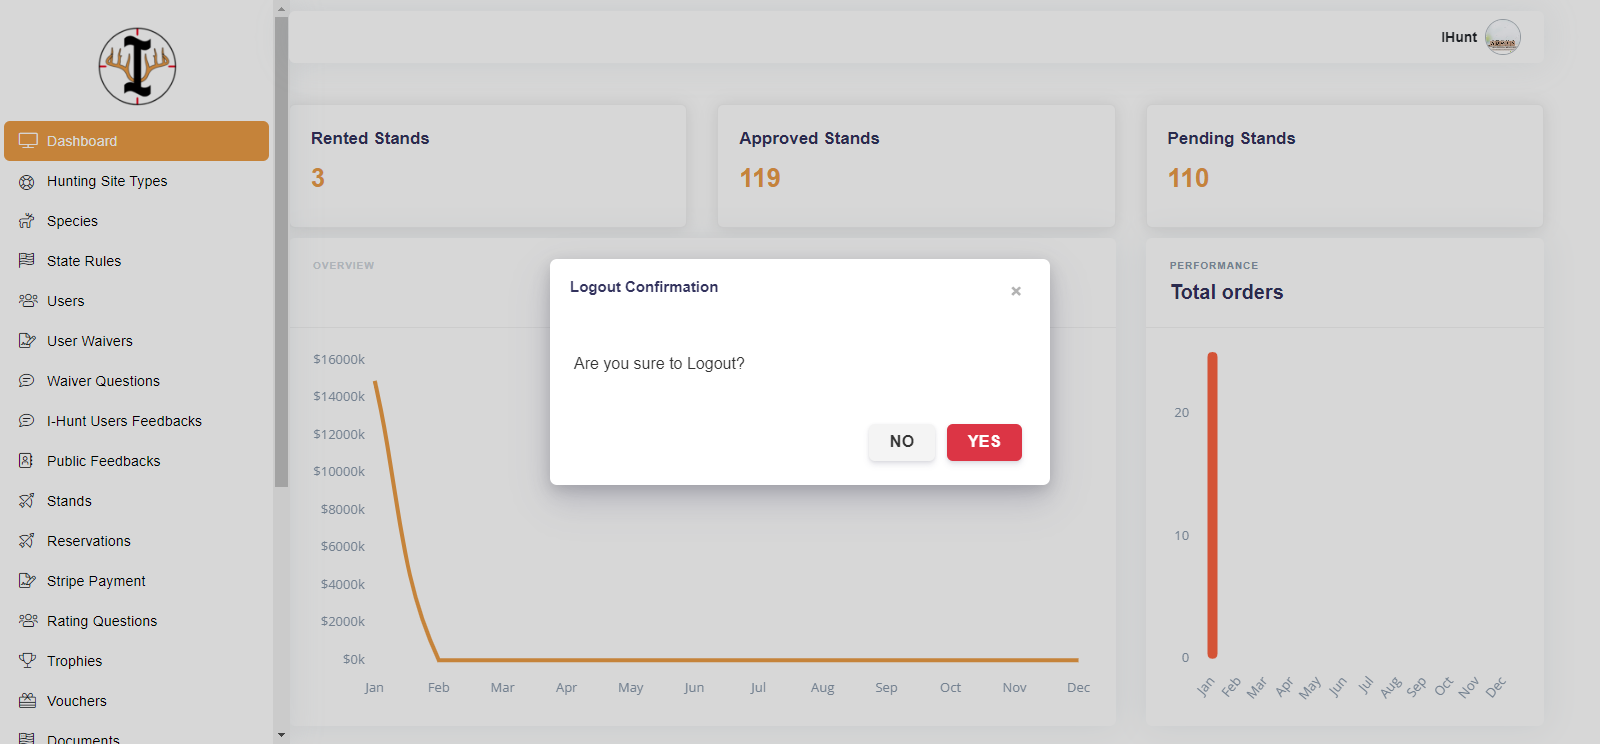 I
Dashboard
Hunting Site Types
Species
State Rules
Users
User Waivers
Waiver Questions
I-Hunt Users Feedbacks
Public Feedbacks
Stands
Reservations
Stripe Payment
Rating Questions
Trophies
Vouchers
Documents
IHunt
Rented Stands
3
Approved Stands
119
Pending Stands
110
OVERVIEW
$16000k
$14000k
$12000k
$10000k
$8000k
$6000k
$4000k
$2000k
$0k
Jan Feb Mar Apr May Jun Jul Aug Sep Oct Nov Dec
Logout Confirmation ×
Are you sure to Logout?
NO YES
PERFORMANCE
Total orders
20
10
0
Jan Feb Mar Apr May Jun Jul Aug Sep Oct Nov Dec